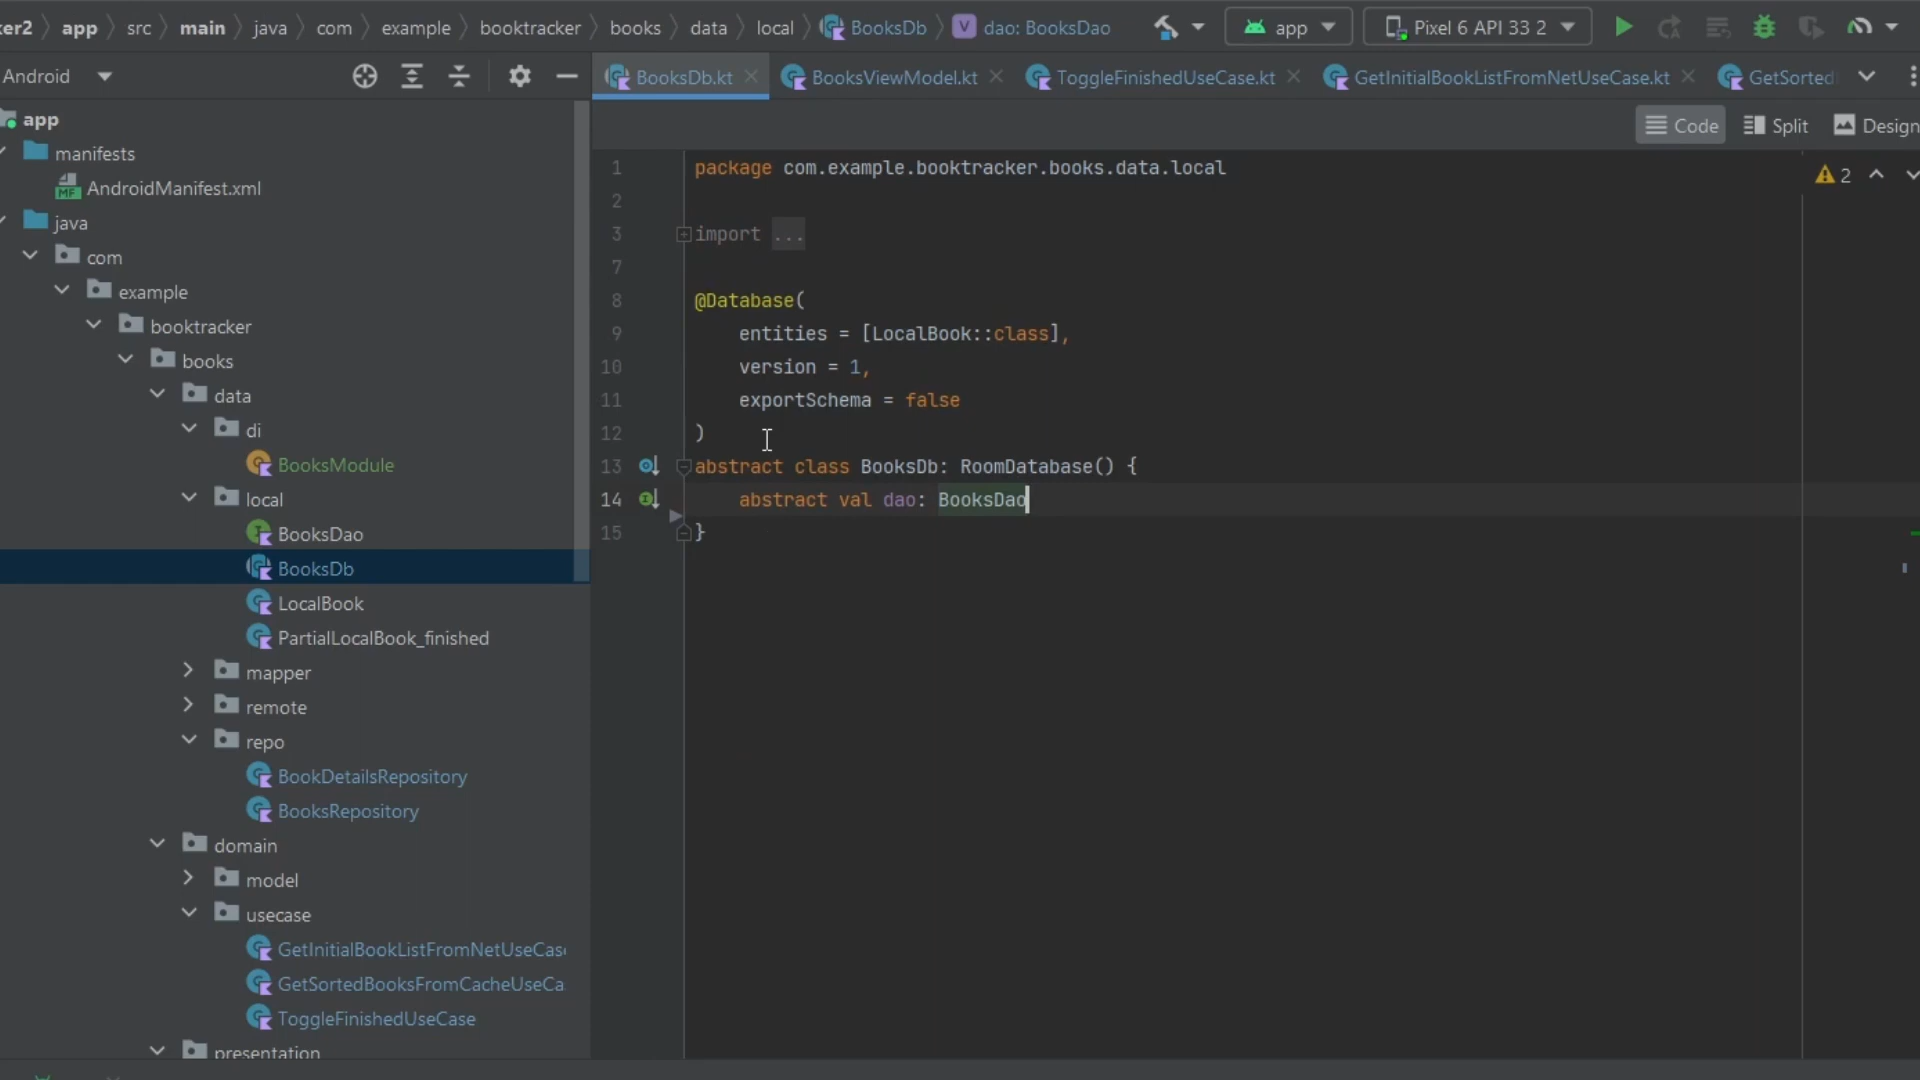 er2 app src main java com example booktracker books data local BooksDb dao: BooksDao app Pixel 6 API 33 2
Android
BooksDb.kt BooksViewModel.kt ToggleFinishedUseCase.kt GetInitialBookListFromNetUseCase.kt GetSorted
Code Split Design
app
manifests
MF AndroidManifest.xml
java
com
example
booktracker
books
data
di
BooksModule
local
BooksDao
BooksDb
LocalBook
PartialLocalBook_finished
mapper
remote
repo
BookDetailsRepository
BooksRepository
domain
model
usecase
GetInitialBookListFromNetUseCas
GetSortedBooksFromCacheUseCa
ToggleFinishedUseCase
presentation
1 package com.example.booktracker.books.data.local
2
2
3 import ...
7
8 @Database(
9 entities = [LocalBook::class],
10 version = 1,
11 exportSchema = false
12 )
13 abstract class BooksDb: RoomDatabase() {
14 abstract val dao: BooksDao
15 }